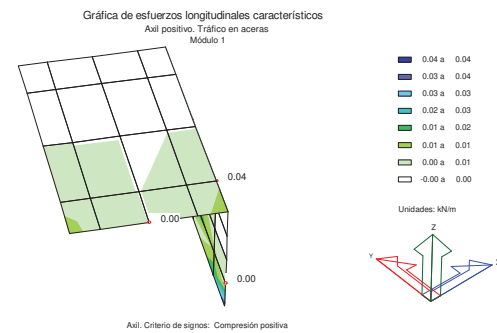 Gráfica de esfuerzos longitudinales característicos
Axil positivo. Tráfico en aceras
Módulo 1
0.04 a 0.04
0.03 a 0.04
0.03 a 0.03
0.02 a 0.03
0.01 a 0.02
0.01 a 0.01
0.00 a 0.01
-0.00 a 0.00
0.04
0.00
0.00
Unidades: kN/m
Z
Y
X
Axil. Criterio de signos: Compresión positiva